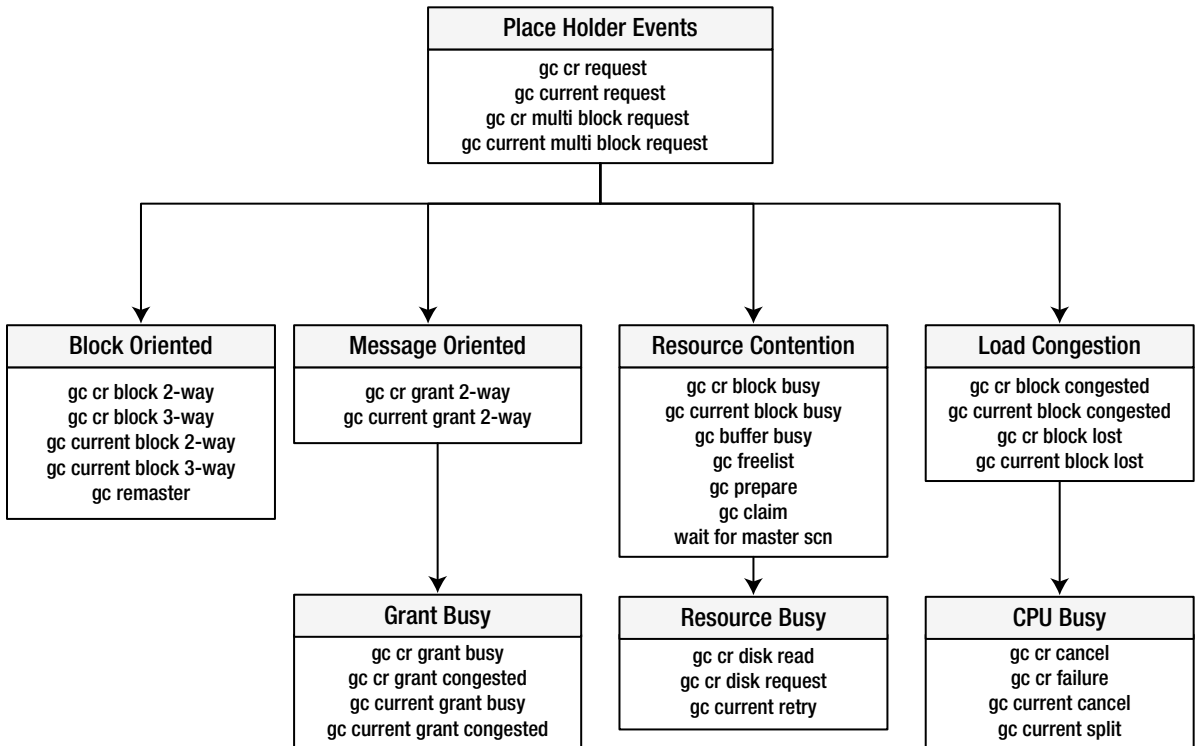 Place Holder Events
gc cr request
gc current request
gc cr multi block request
gc current multi block request
Block Oriented
gc cr block 2-way
gc cr block 3-way
gc current block 2-way
gc current block 3-way
gc remaster
Message Oriented
gc cr grant 2-way
gc current grant 2-way
Resource Contention
gc cr block busy
gc current block busy
gc buffer busy
gc freelist
gc prepare
gc claim
wait for master scn
Load Congestion
gc cr block congested
gc current block congested
gc cr block lost
gc current block lost
Grant Busy
gc cr grant busy
gc cr grant congested
gc current grant busy
gc current grant congested
Resource Busy
gc cr disk read
gc cr disk request
gc current retry
CPU Busy
gc cr cancel
gc cr failure
gc current cancel
gc current split